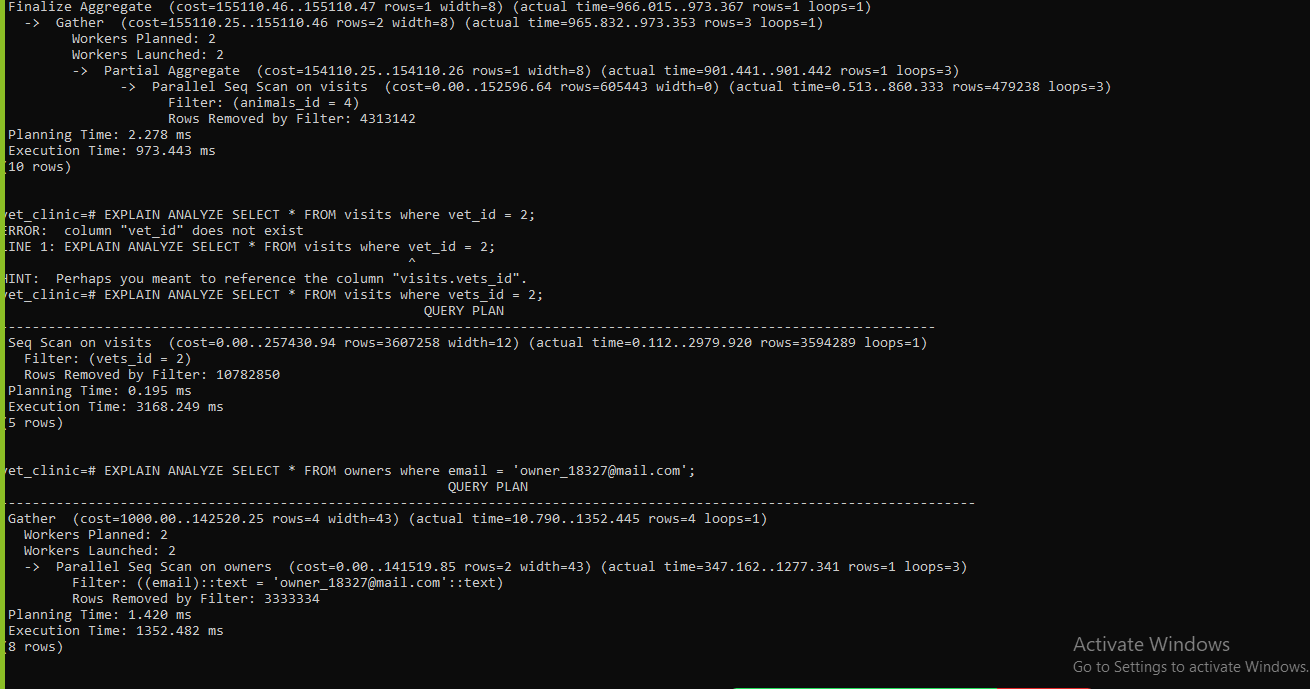 Finalize Aggregate  (cost=155110.46..155110.47 rows=1 width=8) (actual time=966.015..973.367 rows=1 loops=1)
  ->  Gather  (cost=155110.25..155110.46 rows=2 width=8) (actual time=965.832..973.353 rows=3 loops=1)
        Workers Planned: 2
        Workers Launched: 2
        ->  Partial Aggregate  (cost=154110.25..154110.26 rows=1 width=8) (actual time=901.441..901.442 rows=1 loops=3)
              ->  Parallel Seq Scan on visits  (cost=0.00..152596.64 rows=605443 width=0) (actual time=0.513..860.333 rows=479238 loops=3)
                    Filter: (animals_id = 4)
                    Rows Removed by Filter: 4313142
Planning Time: 2.278 ms
Execution Time: 973.443 ms
(10 rows)
vet_clinic=# EXPLAIN ANALYZE SELECT * FROM visits where vet_id = 2;
ERROR:  column "vet_id" does not exist
LINE 1: EXPLAIN ANALYZE SELECT * FROM visits where vet_id = 2;
^
HINT:  Perhaps you meant to reference the column "visits.vets_id".
vet_clinic=# EXPLAIN ANALYZE SELECT * FROM visits where vets_id = 2;
QUERY PLAN
---------------------------------------------------------------------------------------------------------------------
Seq Scan on visits  (cost=0.00..257430.94 rows=3607258 width=12) (actual time=0.112..2979.920 rows=3594289 loops=1)
  Filter: (vets_id = 2)
  Rows Removed by Filter: 10782850
Planning Time: 0.195 ms
Execution Time: 3168.249 ms
(5 rows)
vet_clinic=# EXPLAIN ANALYZE SELECT * FROM owners where email = 'owner_18327@mail.com';
QUERY PLAN
--------------------------------------------------------------------------------------------------------------------------
Gather  (cost=1000.00..142520.25 rows=4 width=43) (actual time=10.790..1352.445 rows=4 loops=1)
  Workers Planned: 2
  Workers Launched: 2
  ->  Parallel Seq Scan on owners  (cost=0.00..141519.85 rows=2 width=43) (actual time=347.162..1277.341 rows=1 loops=3)
        Filter: ((email)::text = 'owner_18327@mail.com'::text)
        Rows Removed by Filter: 3333334
Planning Time: 1.420 ms
Execution Time: 1352.482 ms
(8 rows)
Activate Windows
Go to Settings to activate Windows.